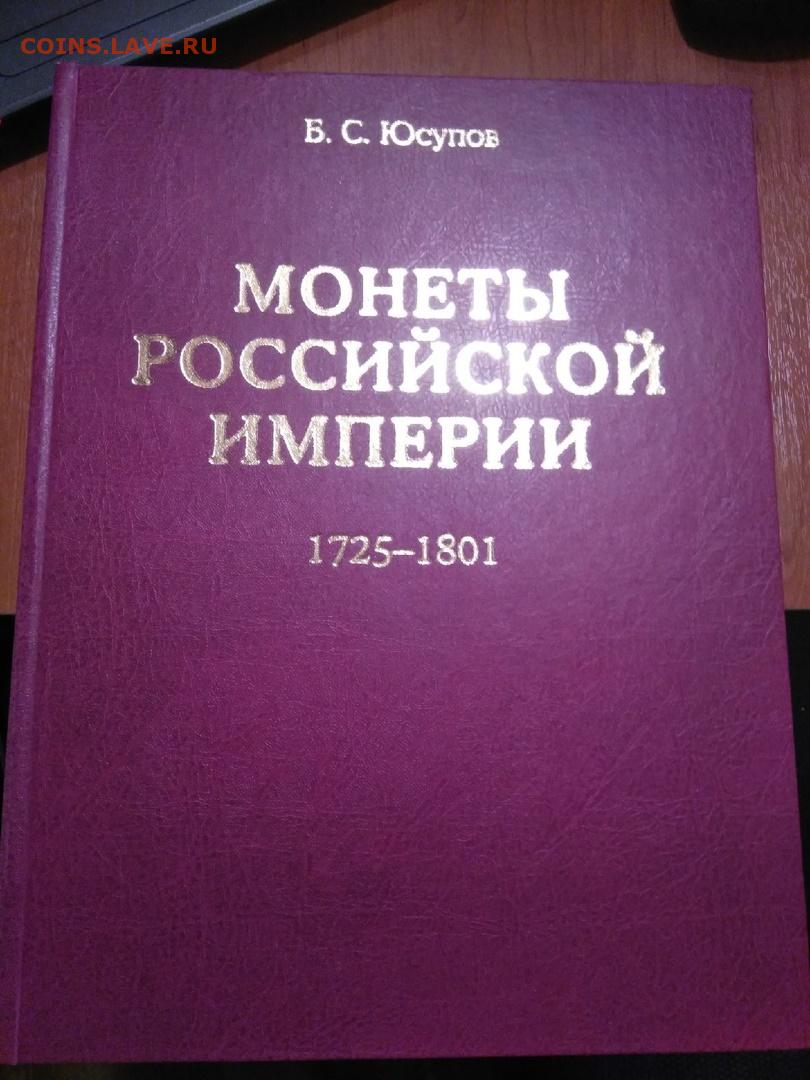 COINS.LAVE.RU
Б. С. Юсупов
МОНЕТЫ
РОССИЙСКОЙ
ИМПЕРИИ
1725–1801